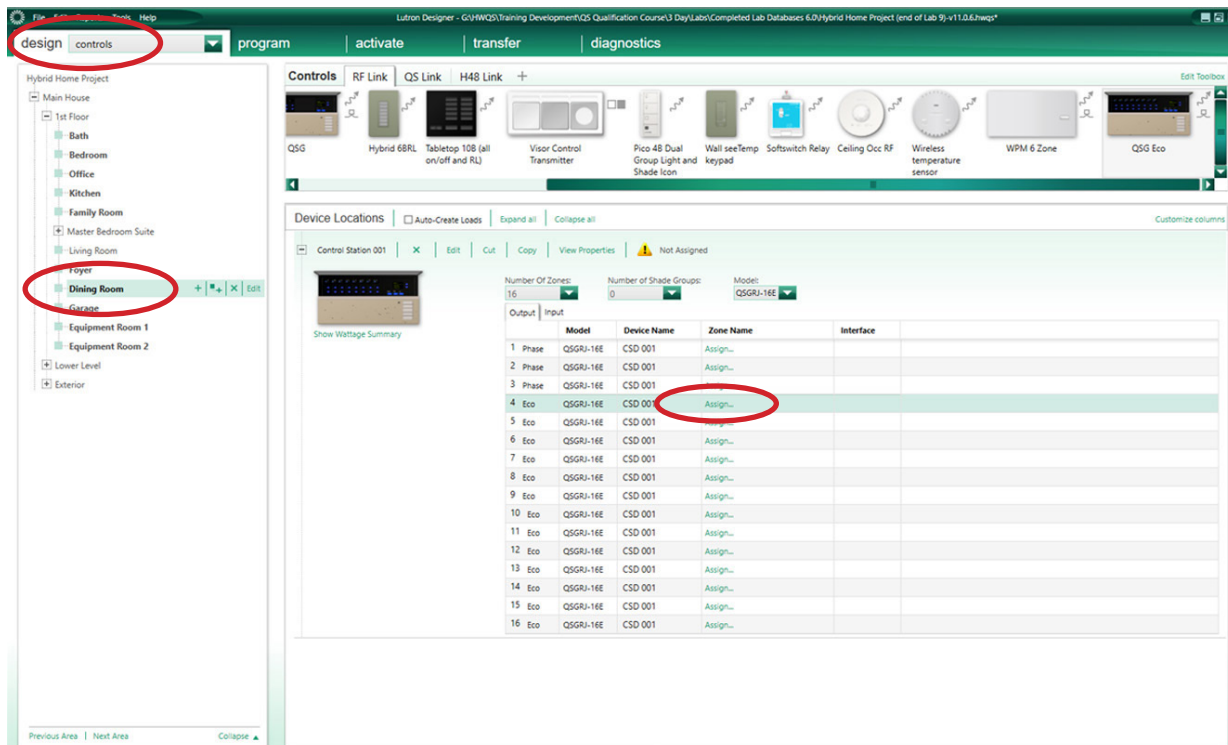 File Edit Reports Tools Help
Lutron Designer - G:\HWQS\Training Development\QS Qualification Course\3 Day\Labs\Completed Lab Databases 6.0\Hybrid Home Project (end of Lab 9)-v11.0.6.hwqs*
design controls program activate transfer diagnostics
Hybrid Home Project
Main House
1st Floor
Bath
Bedroom
Office
Kitchen
Family Room
Master Bedroom Suite
Living Room
Foyer
Dining Room + X Edit
Garage
Equipment Room 1
Equipment Room 2
Lower Level
Exterior
Previous Area | Next Area Collapse
Controls RF Link QS Link H48 Link + Edit Toolbox
QSG
Hybrid 6BRL
Tabletop 10B (all
on/off and RL)
Visor Control
Transmitter
Pico 4B Dual
Group Light and
Shade Icon
Wall seeTemp
keypad
Softswitch Relay
Ceiling Occ RF
Wireless
temperature
sensor
WPM 6 Zone
QSG Eco
Device Locations Auto-Create Loads Expand all Collapse all Customize columns
Control Station 001 X Edit Cut Copy View Properties Not Assigned
Number Of Zones: Number of Shade Groups: Model:
16 0 QSGRJ-16E
Show Wattage Summary
Output Input
Model Device Name Zone Name Interface
1 Phase QSGRJ-16E CSD 001 Assign...
2 Phase QSGRJ-16E CSD 001 Assign...
3 Phase QSGRJ-16E CSD 001
4 Eco QSGRJ-16E CSD 001 Assign...
5 Eco QSGRJ-16E CSD 001 Assign...
6 Eco QSGRJ-16E CSD 001 Assign...
7 Eco QSGRJ-16E CSD 001 Assign...
8 Eco QSGRJ-16E CSD 001 Assign...
9 Eco QSGRJ-16E CSD 001 Assign...
10 Eco QSGRJ-16E CSD 001 Assign...
11 Eco QSGRJ-16E CSD 001 Assign...
12 Eco QSGRJ-16E CSD 001 Assign...
13 Eco QSGRJ-16E CSD 001 Assign...
14 Eco QSGRJ-16E CSD 001 Assign...
15 Eco QSGRJ-16E CSD 001 Assign...
16 Eco QSGRJ-16E CSD 001 Assign...